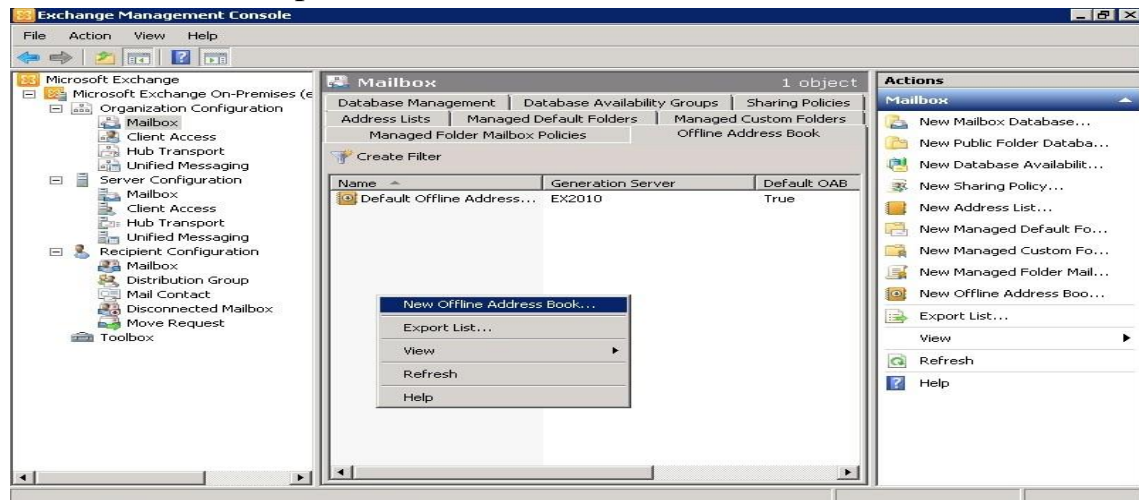 Exchange Management Console
File Action View Help
Microsoft Exchange
Microsoft Exchange On-Premises (e
Organization Configuration
Mailbox
Client Access
Hub Transport
Unified Messaging
Server Configuration
Mailbox
Client Access
Hub Transport
Unified Messaging
Recipient Configuration
Mailbox
Distribution Group
Mail Contact
Disconnected Mailbox
Move Request
Toolbox
Mailbox 1 object
Database Management Database Availability Groups Sharing Policies
Address Lists Managed Default Folders Managed Custom Folders
Managed Folder Mailbox Policies Offline Address Book
Create Filter
Name Generation Server Default OAB
Default Offline Address... EX2010 True
New Offline Address Book...
Export List...
View
Refresh
Help
Actions
Mailbox
New Mailbox Database...
New Public Folder Databa...
New Database Availabilit...
New Sharing Policy...
New Address List...
New Managed Default Fo...
New Managed Custom Fo...
New Managed Folder Mail...
New Offline Address Boo...
Export List...
View
Refresh
Help